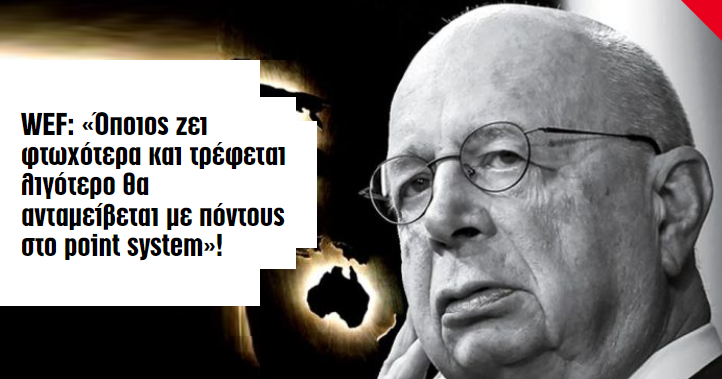 WEF: «Όποιος ζει
φτωχότερα και τρέφεται
λιγότερο θα
ανταμείβεται με πόντους
στο point system»!